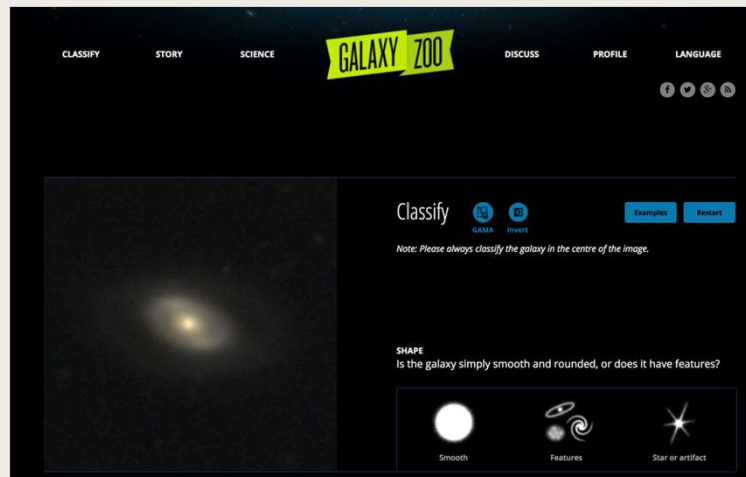 CLASSIFY STORY SCIENCE GALAXY ZOO DISCUSS PROFILE LANGUAGE
Classify
GAMA Invert
Examples Restart
Note: Please always classify the galaxy in the centre of the image.
SHAPE
Is the galaxy simply smooth and rounded, or does it have features?
Smooth Features Star or artifact